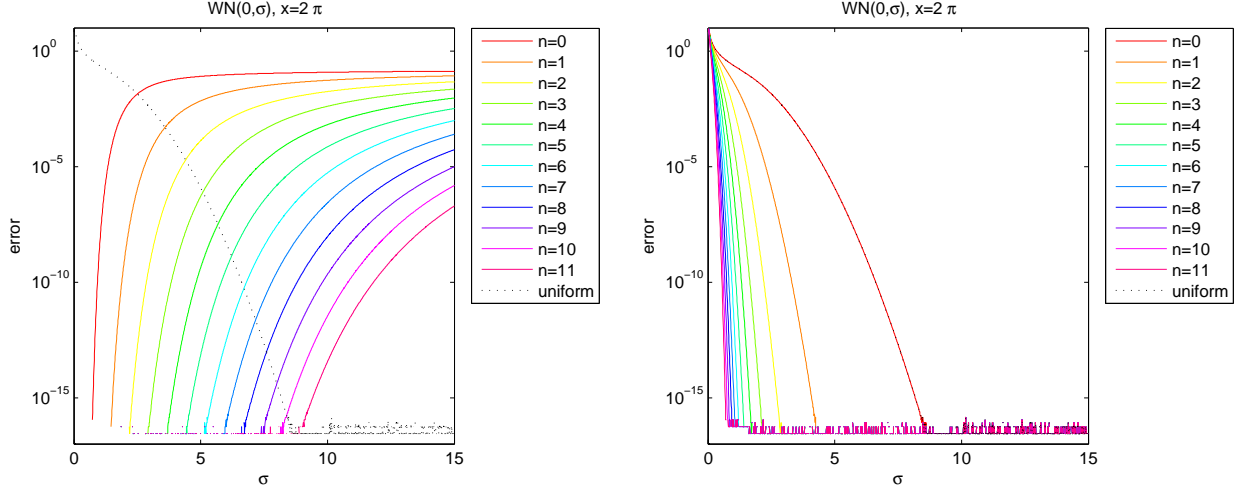 WN(0,σ), x=2 π
10^0
10^-5
10^-10
10^-15
error
0
5
10
15
σ
n=0
n=1
n=2
n=3
n=4
n=5
n=6
n=7
n=8
n=9
n=10
n=11
uniform
WN(0,σ), x=2 π
10^0
10^-5
10^-10
10^-15
error
0
5
10
15
σ
n=0
n=1
n=2
n=3
n=4
n=5
n=6
n=7
n=8
n=9
n=10
n=11
uniform